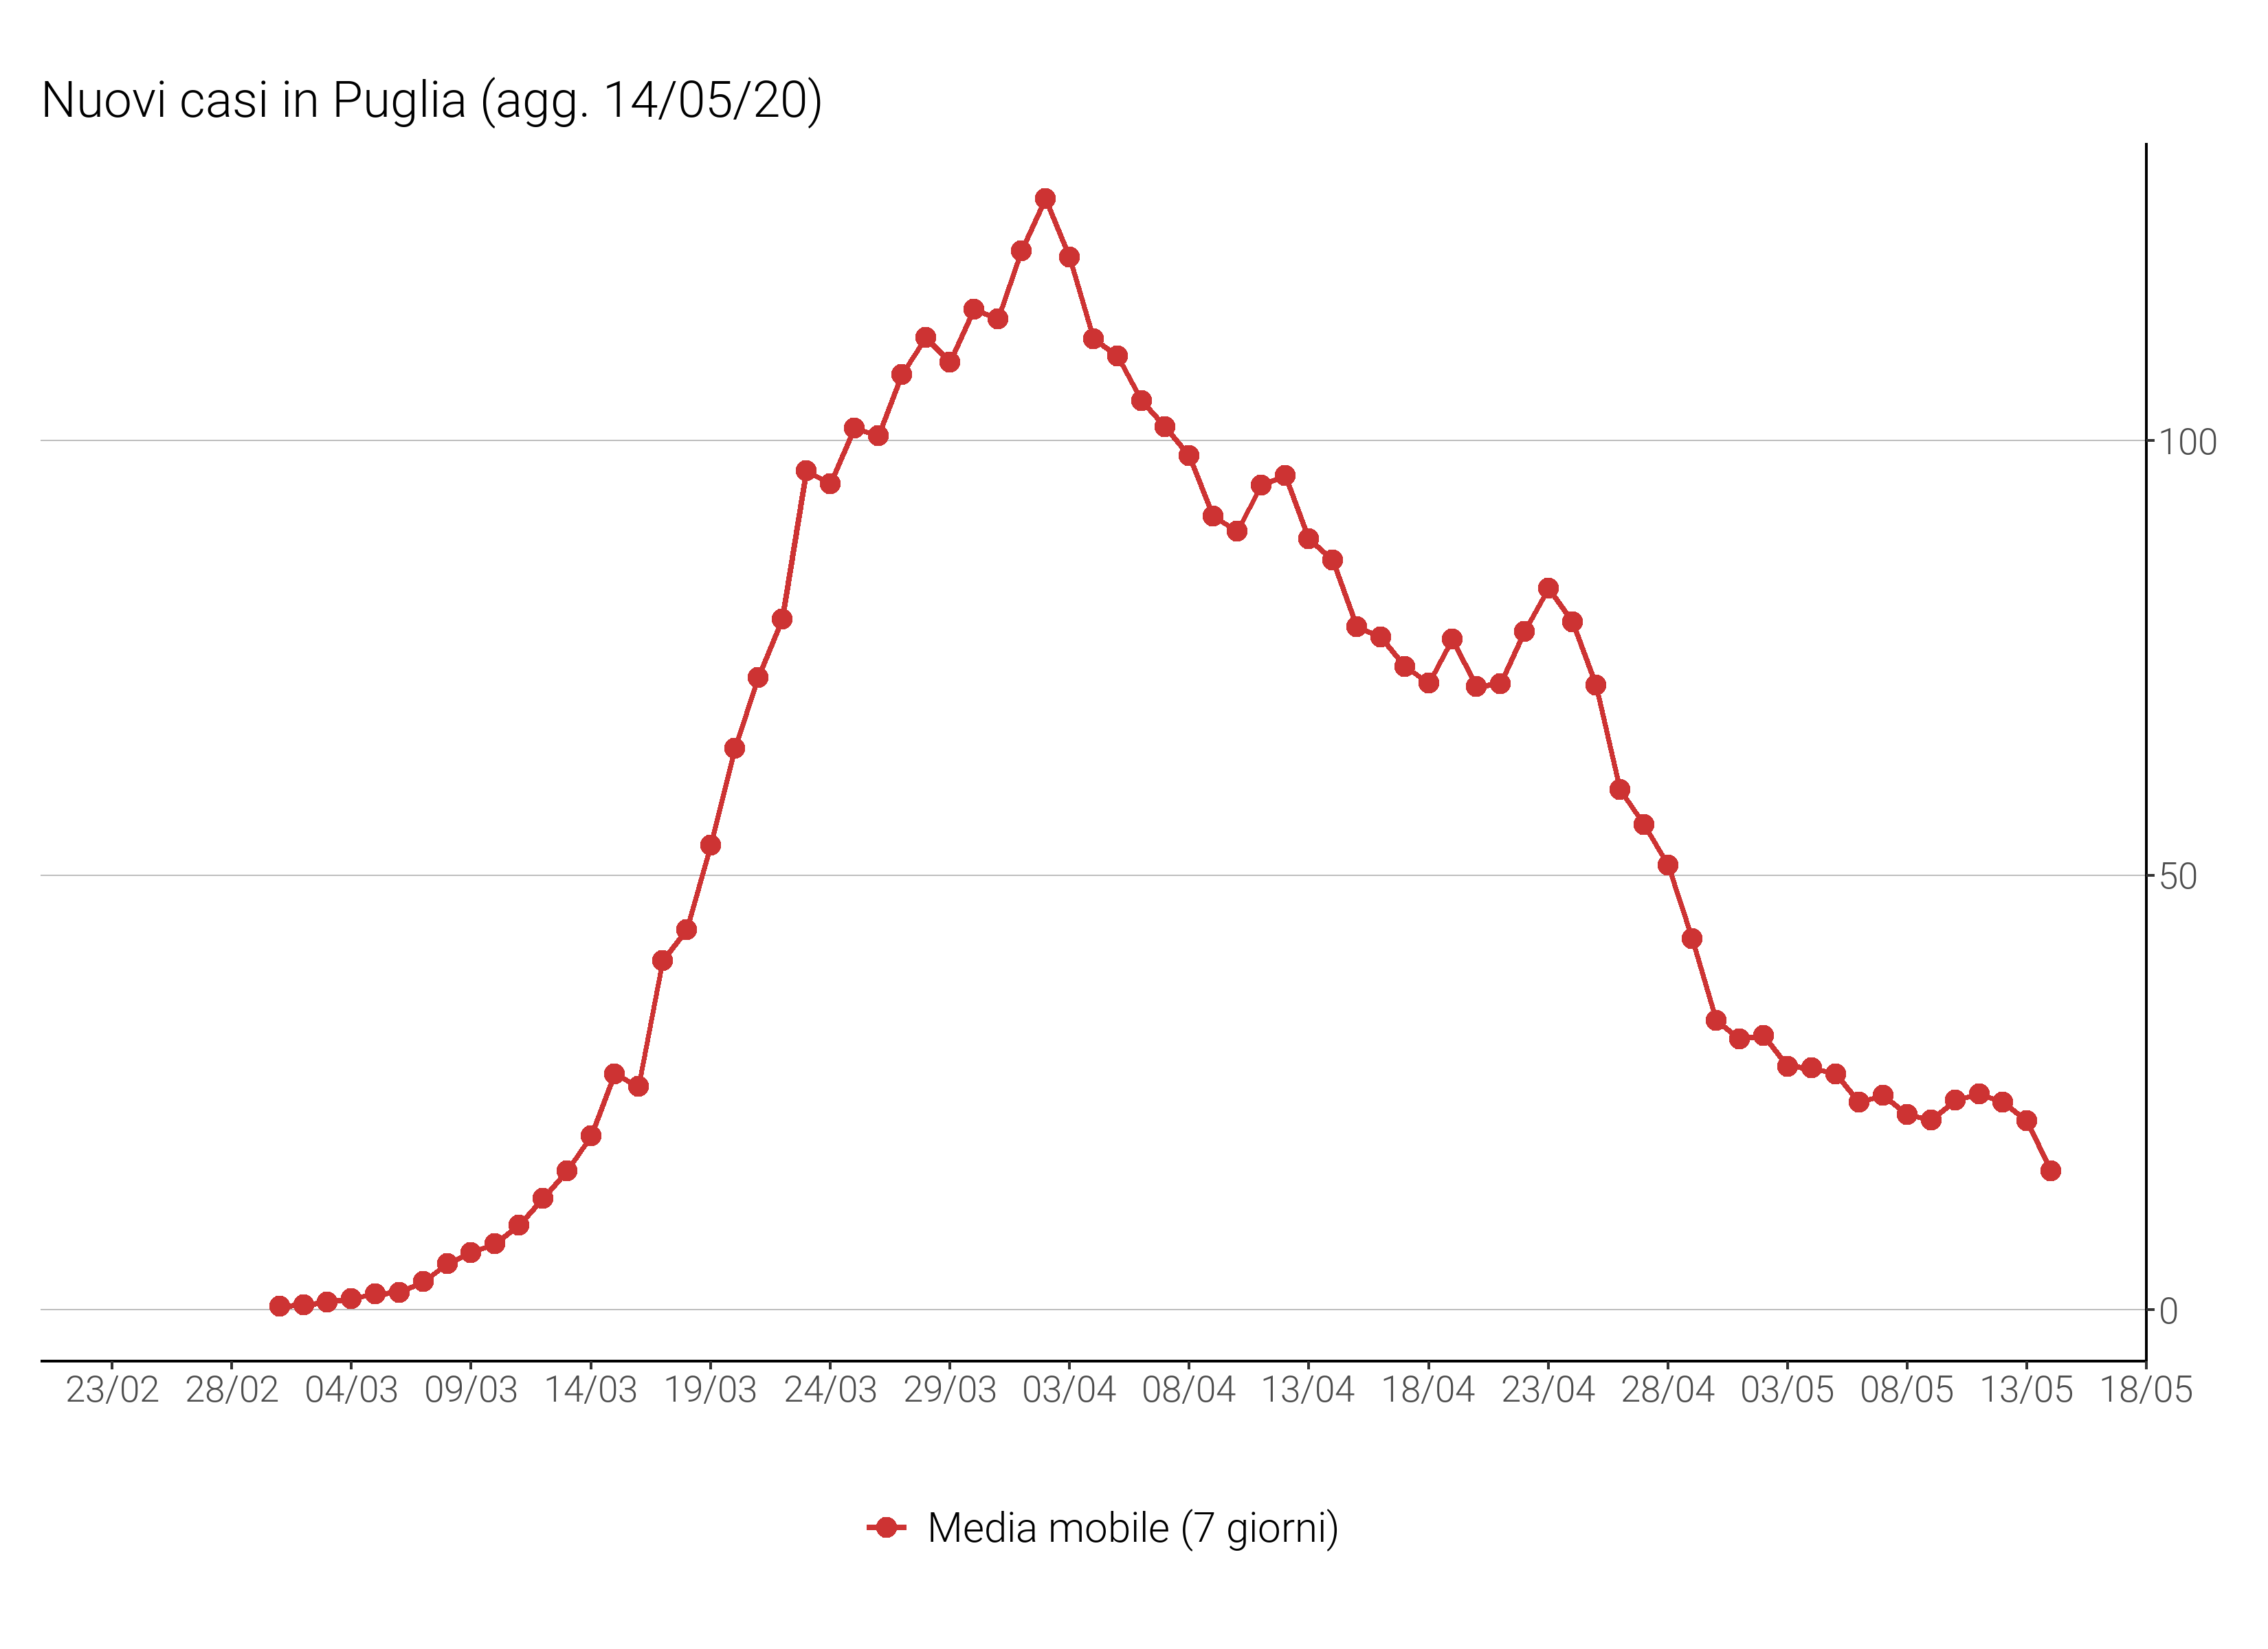 Nuovi casi in Puglia (agg. 14/05/20)
100
50
0
23/02 28/02 04/03 09/03 14/03 19/03 24/03 29/03 03/04 08/04 13/04 18/04 23/04 28/04 03/05 08/05 13/05 18/05
Media mobile (7 giorni)